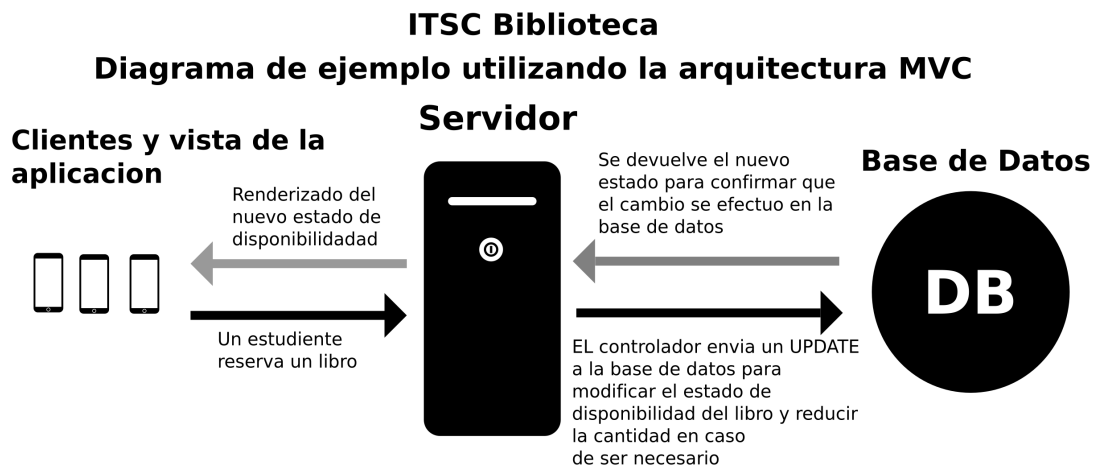 ITSC Biblioteca
Diagrama de ejemplo utilizando la arquitectura MVC
Clientes y vista de la
aplicacion
Servidor
Base de Datos
Renderizado del
nuevo estado de
disponibilidadad
Se devuelve el nuevo
estado para confirmar que
el cambio se efectuo en la
base de datos
Un estudiante
reserva un libro
EL controlador envia un UPDATE
a la base de datos para
modificar el estado de
disponibilidad del libro y reducir
la cantidad en caso
de ser necesario
DB